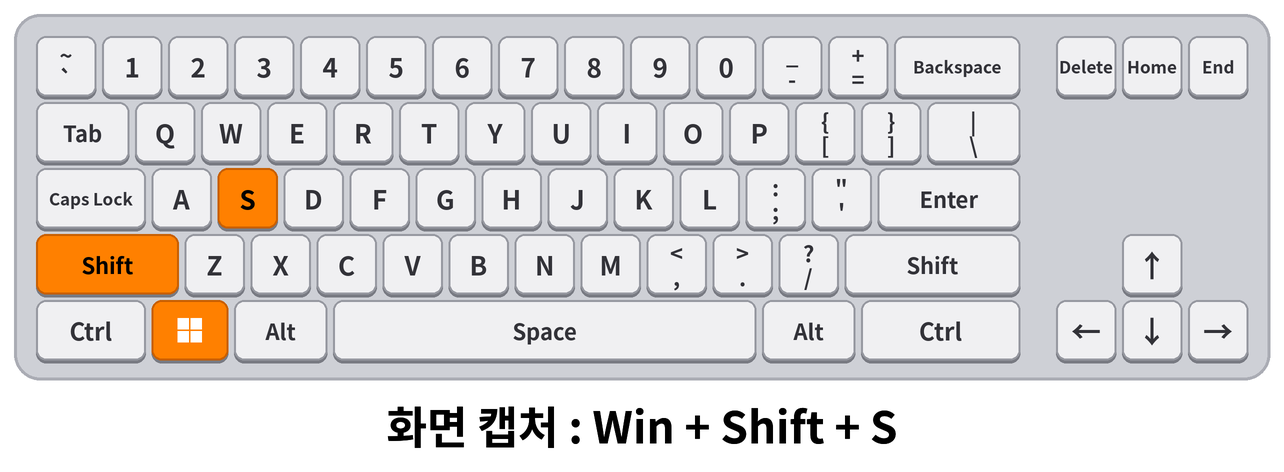 ~
` 1 2 3 4 5 6 7 8 9 0 _
- +
= Backspace Delete Home End
Tab Q W E R T Y U I O P {
[ }
] |
\
Caps Lock A S D F G H J K L :
; "
' Enter
Shift Z X C V B N M <
, >
. ?
/ Shift ↑
Ctrl Alt Space Alt Ctrl ← ↓ →
화면 캡처 : Win + Shift + S